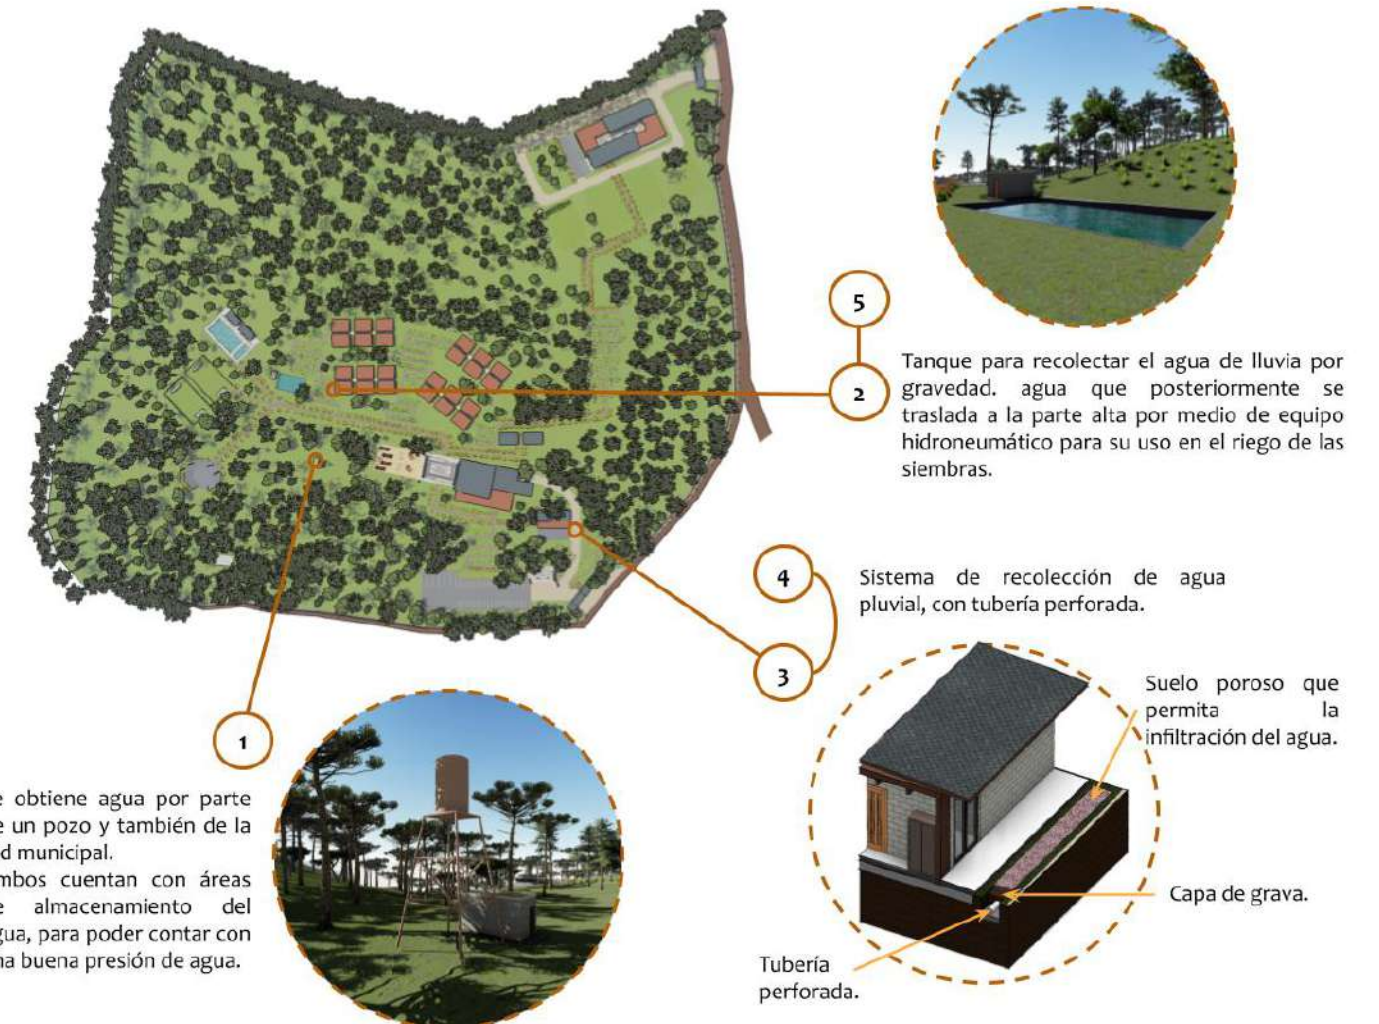 5
2
Tanque para recolectar el agua de lluvia por
gravedad. agua que posteriormente se
traslada a la parte alta por medio de equipo
hidroneumático para su uso en el riego de las
siembras.
4
3
Sistema de recolección de agua
pluvial, con tubería perforada.
Suelo poroso que
permita la
infiltración del agua.
Capa de grava.
Tubería
perforada.
1
e obtiene agua por parte
e un pozo y también de la
d municipal.
mbos cuentan con áreas
e almacenamiento del
gua, para poder contar con
na buena presión de agua.